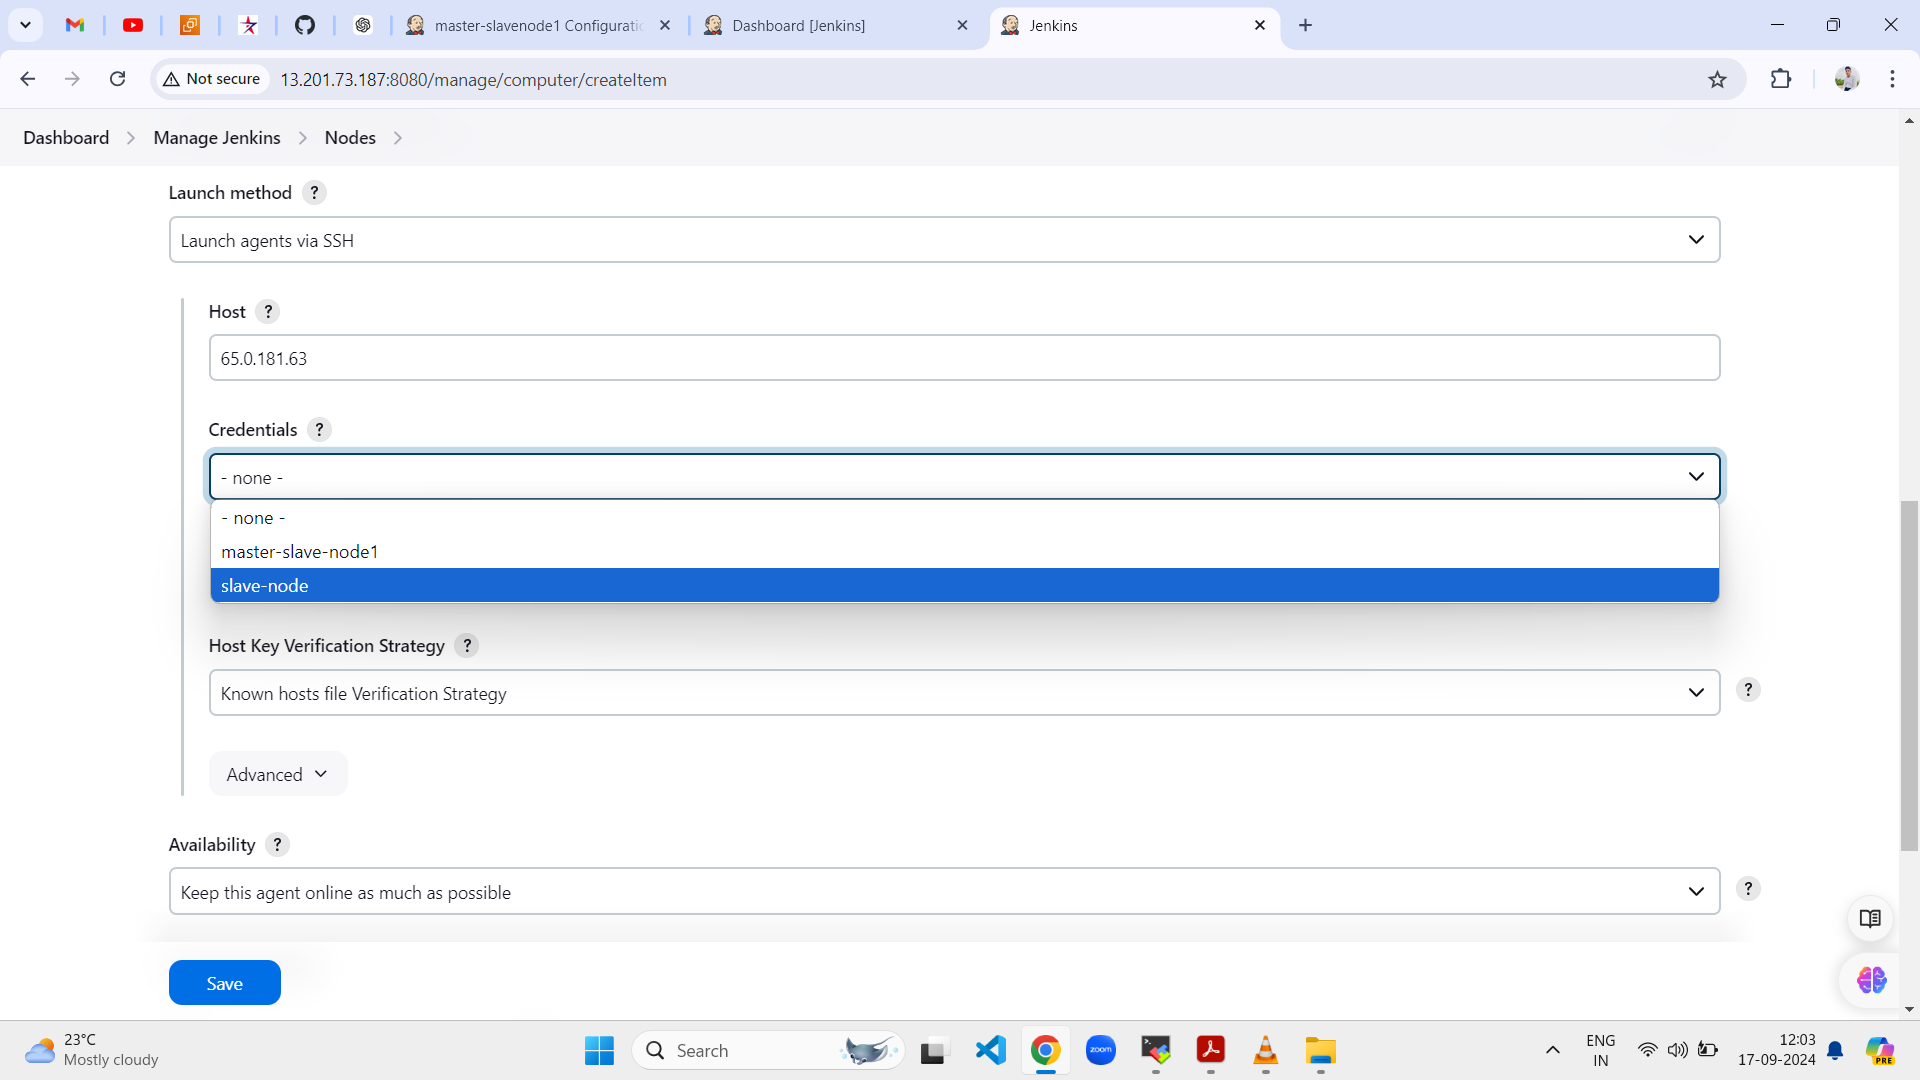 master-slavenode1 Configuratio
Dashboard [Jenkins]
Jenkins
Not secure
13.201.73.187:8080/manage/computer/createItem
Dashboard
Manage Jenkins
Nodes
Launch method ?
Launch agents via SSH
Host ?
65.0.181.63
Credentials ?
- none -
- none -
master-slave-node1
slave-node
Host Key Verification Strategy ?
Known hosts file Verification Strategy
?
Advanced
Availability ?
Keep this agent online as much as possible
?
Save
23°C
Mostly cloudy
Search
zoom
ENG
IN
12:03
17-09-2024
PRE